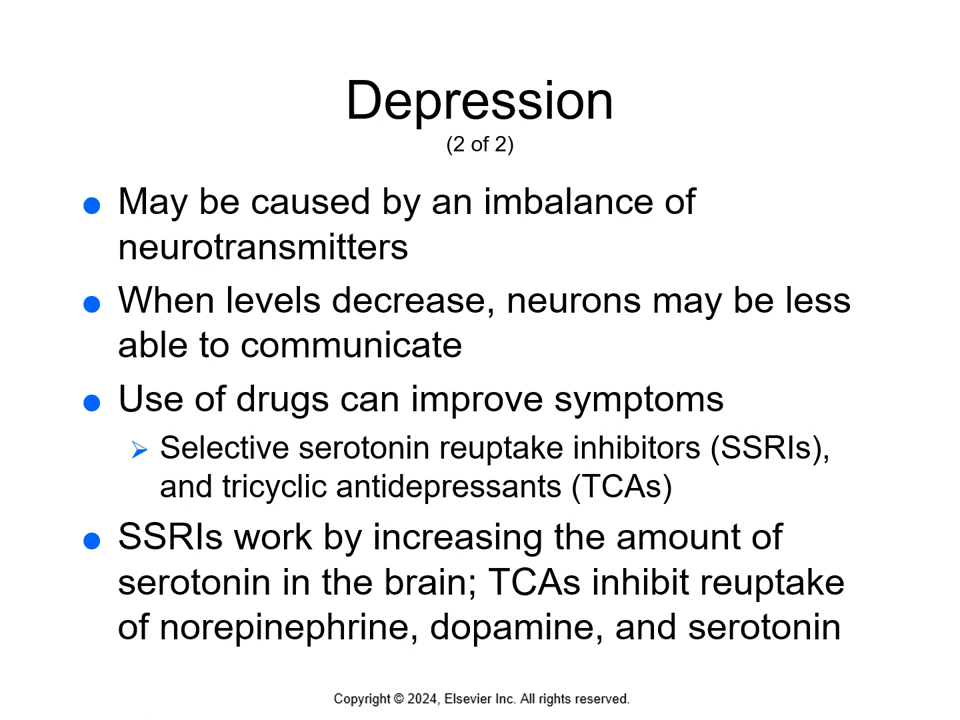 Depression
(2 of 2)
● May be caused by an imbalance of
neurotransmitters
● When levels decrease, neurons may be less
able to communicate
● Use of drugs can improve symptoms
➢ Selective serotonin reuptake inhibitors (SSRIs),
and tricyclic antidepressants (TCAs)
● SSRIs work by increasing the amount of
serotonin in the brain; TCAs inhibit reuptake
of norepinephrine, dopamine, and serotonin
Copyright © 2024, Elsevier Inc. All rights reserved.